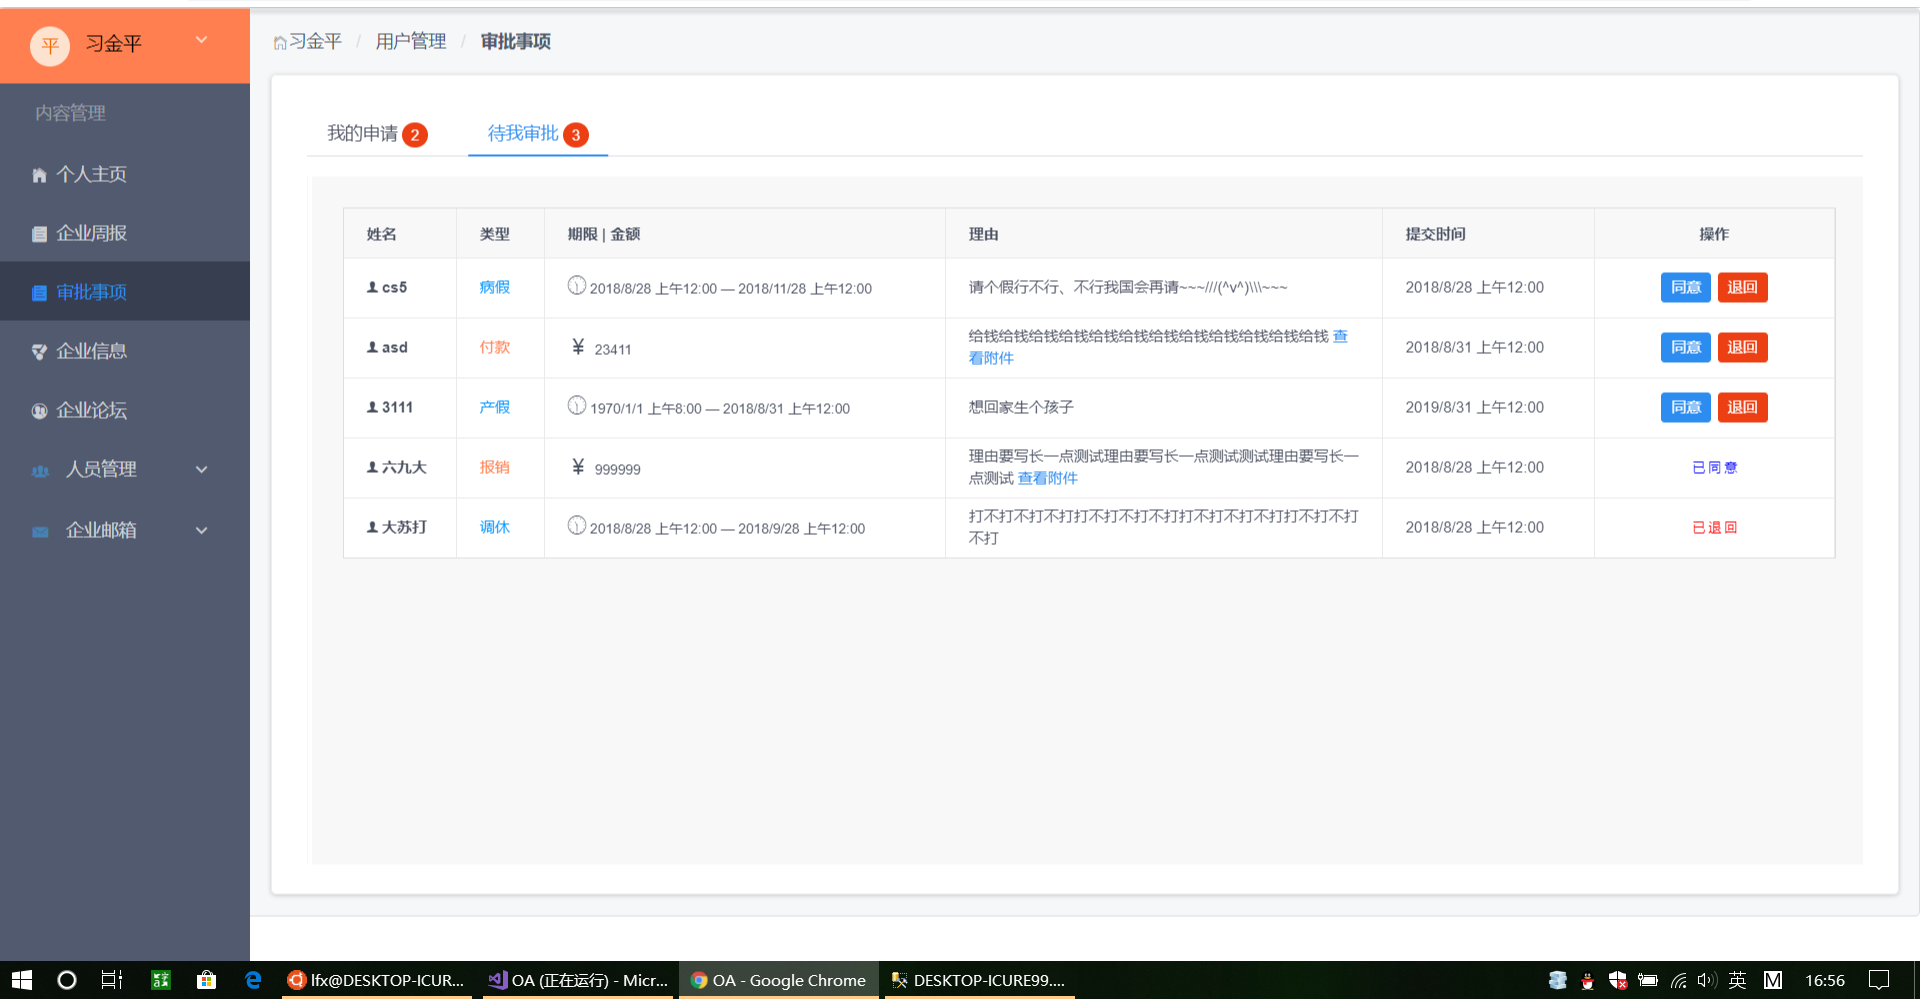 平 习金平
习金平 / 用户管理 / 审批事项
内容管理
个人主页
企业周报
审批事项
企业信息
企业论坛
人员管理
企业邮箱
我的申请 2 待我审批 3
姓名 类型 期限 | 金额 理由 提交时间 操作
cs5 病假 2018/8/28 上午12:00 — 2018/11/28 上午12:00 请个假行不行、不行我国会再请~~~///(^v^)\\\~~~ 2018/8/28 上午12:00 同意 退回
asd 付款 ¥ 23411 给钱给钱给钱给钱给钱给钱给钱给钱给钱给钱给钱给钱 查
看附件 2018/8/31 上午12:00 同意 退回
3111 产假 1970/1/1 上午8:00 — 2018/8/31 上午12:00 想回家生个孩子 2019/8/31 上午12:00 同意 退回
六九大 报销 ¥ 999999 理由要写长一点测试理由要写长一点测试测试理由要写长一
点测试 查看附件 2018/8/28 上午12:00 已同意
大苏打 调休 2018/8/28 上午12:00 — 2018/9/28 上午12:00 打不打不打不打打不打不打不打打不打不打不打打不打不打
不打 2018/8/28 上午12:00 已退回
lfx@DESKTOP-ICUR... OA (正在运行) - Micr... OA - Google Chrome DESKTOP-ICURE99.... 英 M 16:56